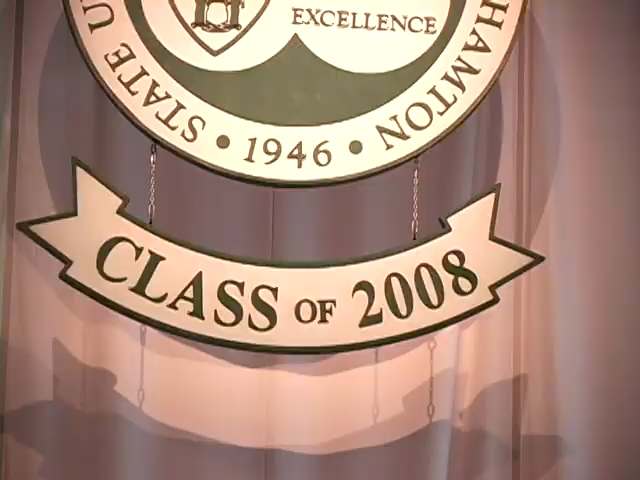 EXCELLENCE
STATE U
• 1946 •
HAMTON
CLASS OF 2008